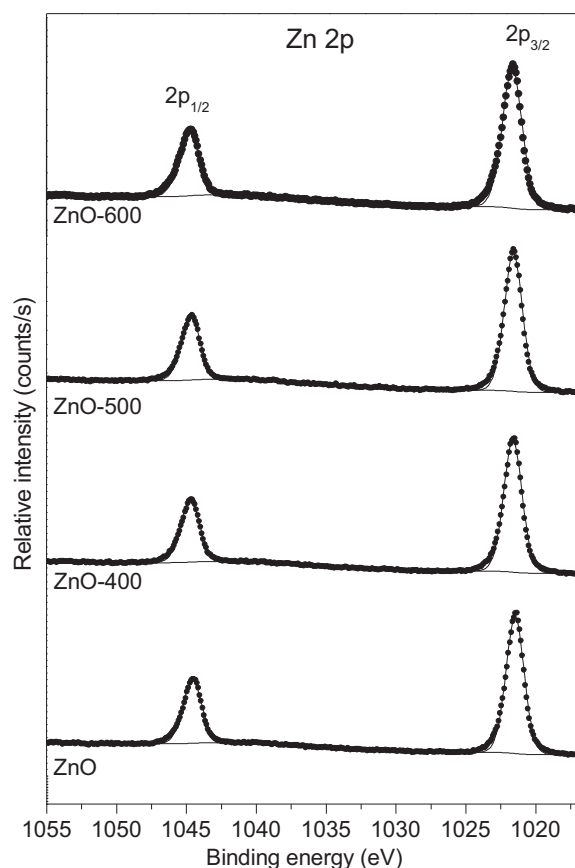 Zn 2p
2p3/2
2p1/2
ZnO-600
ZnO-500
ZnO-400
ZnO
Relative intensity (counts/s)
1055 1050 1045 1040 1035 1030 1025 1020
Binding energy (eV)